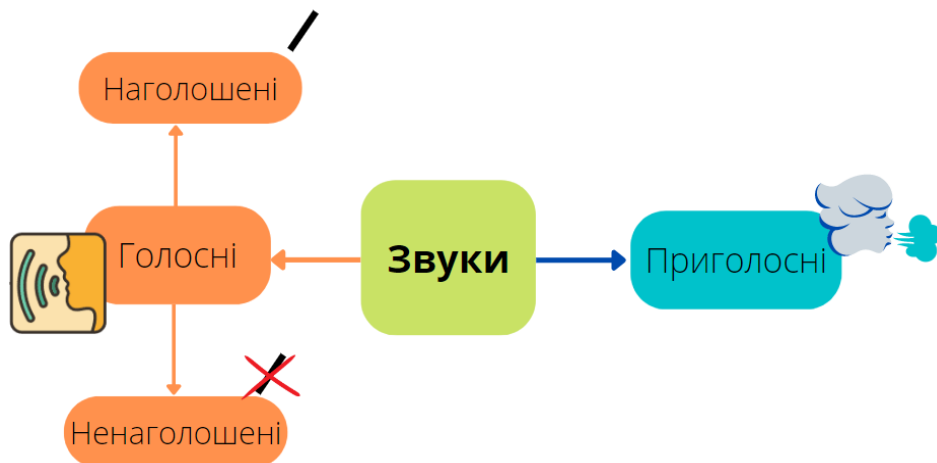 Наголошені
Голосні
Звуки
Приголосні
Ненаголошені